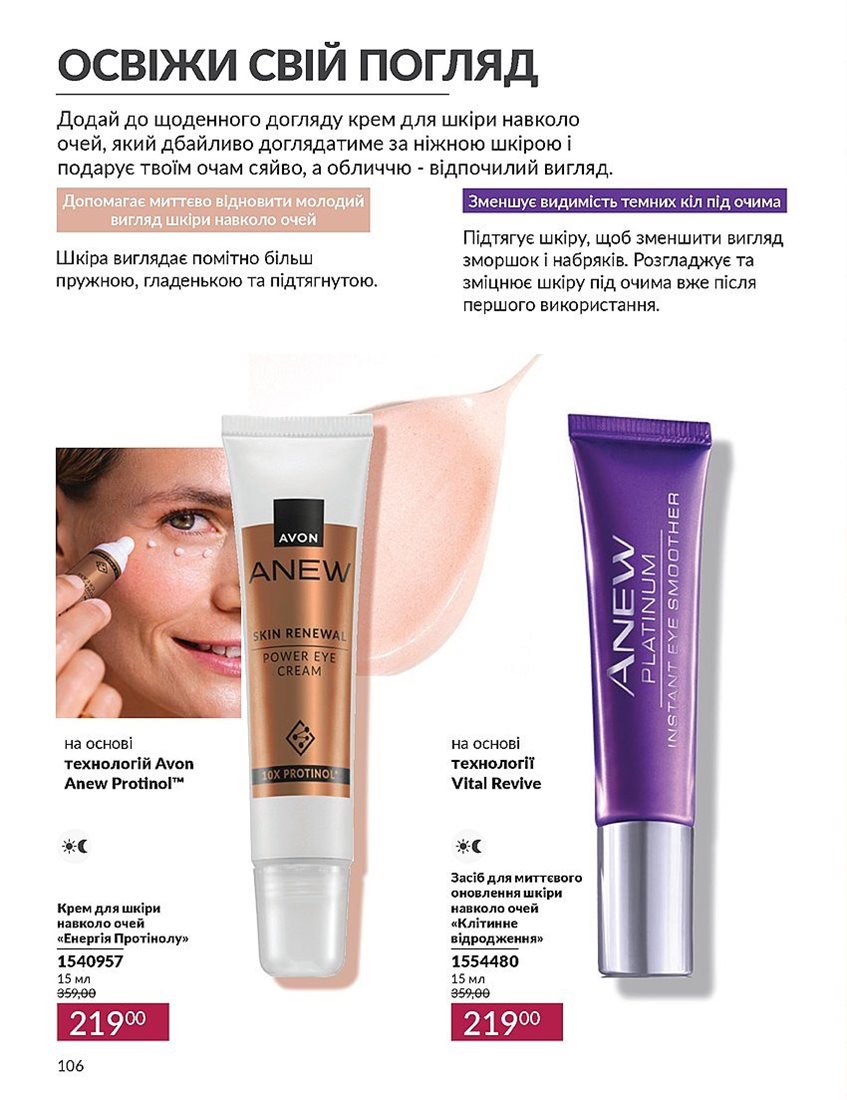 ОСВІЖИ СВІЙ ПОГЛЯД
Додай до щоденного догляду крем для шкіри навколо
очей, який дбайливо доглядатиме за ніжною шкірою і
подарує твоїм очам сяйво, а обличчю - відпочилий вигляд.
Допомагає миттєво відновити молодий
вигляд шкіри навколо очей
Шкіра виглядає помітно більш
пружною, гладенькою та підтягнутою.
Зменшує видимість темних кіл під очима
Підтягує шкіру, щоб зменшити вигляд
зморшок і набряків. Розгладжує та
зміцнює шкіру під очима вже після
першого використання.
AVON
ANEW
SKIN RENEWAL
POWER EYE
CREAM
10X PROTINOL*
ANEW
PLATINUM
INSTANT EYE SMOOTHER
на основі
технологій Avon
Anew Protinol™
Крем для шкіри
навколо очей
«Енергія Протінолу»
1540957
15 мл
359,00
219⁰⁰
на основі
технології
Vital Revive
Засіб для миттєвого
оновлення шкіри
навколо очей
«Клітинне
відродження»
1554480
15 мл
359,00
219⁰⁰
106